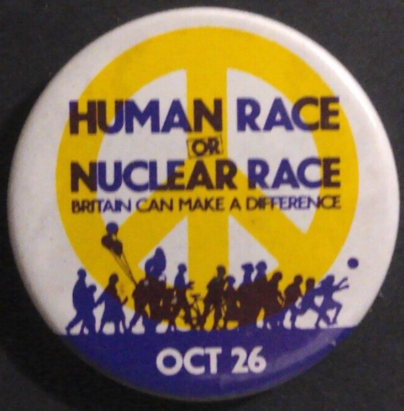 HUMAN RACE
OR
NUCLEAR RACE
BRITAIN CAN MAKE A DIFFERENCE
OCT 26